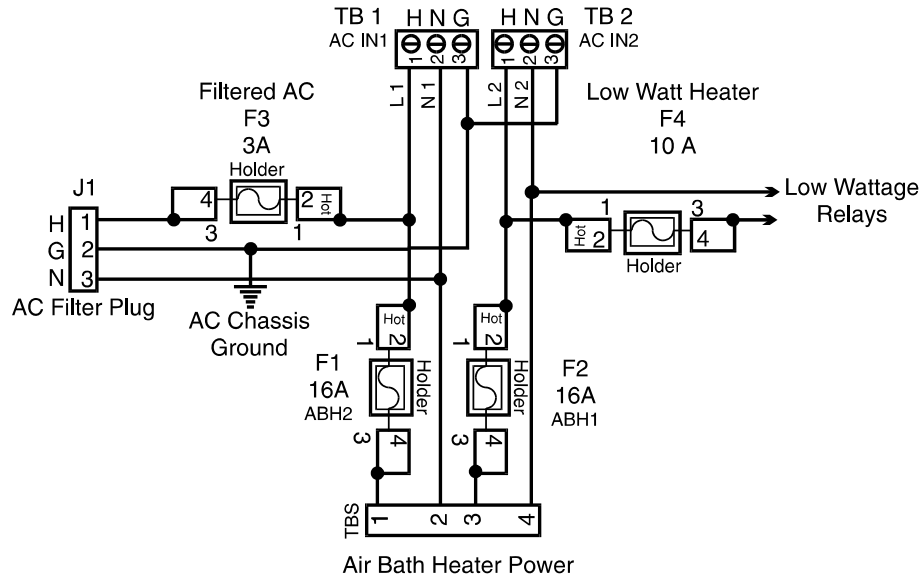 TB 1 H N G
AC IN1
1 2 3
TB 2 H N G
AC IN2
1 2 3
L 1
N 1
L 2
N 2
Filtered AC
F3
3A
Holder
4
3
2
Hot
1
Low Watt Heater
F4
10 A
Low Wattage
Relays
1
Hot
2
3
4
Holder
J1
H 1
G 2
N 3
AC Filter Plug
AC Chassis
Ground
F1
16A
ABH2
1
Hot
2
Holder
3
4
F2
16A
ABH1
1
Hot
2
Holder
3
4
TBS
1 2 3 4
Air Bath Heater Power